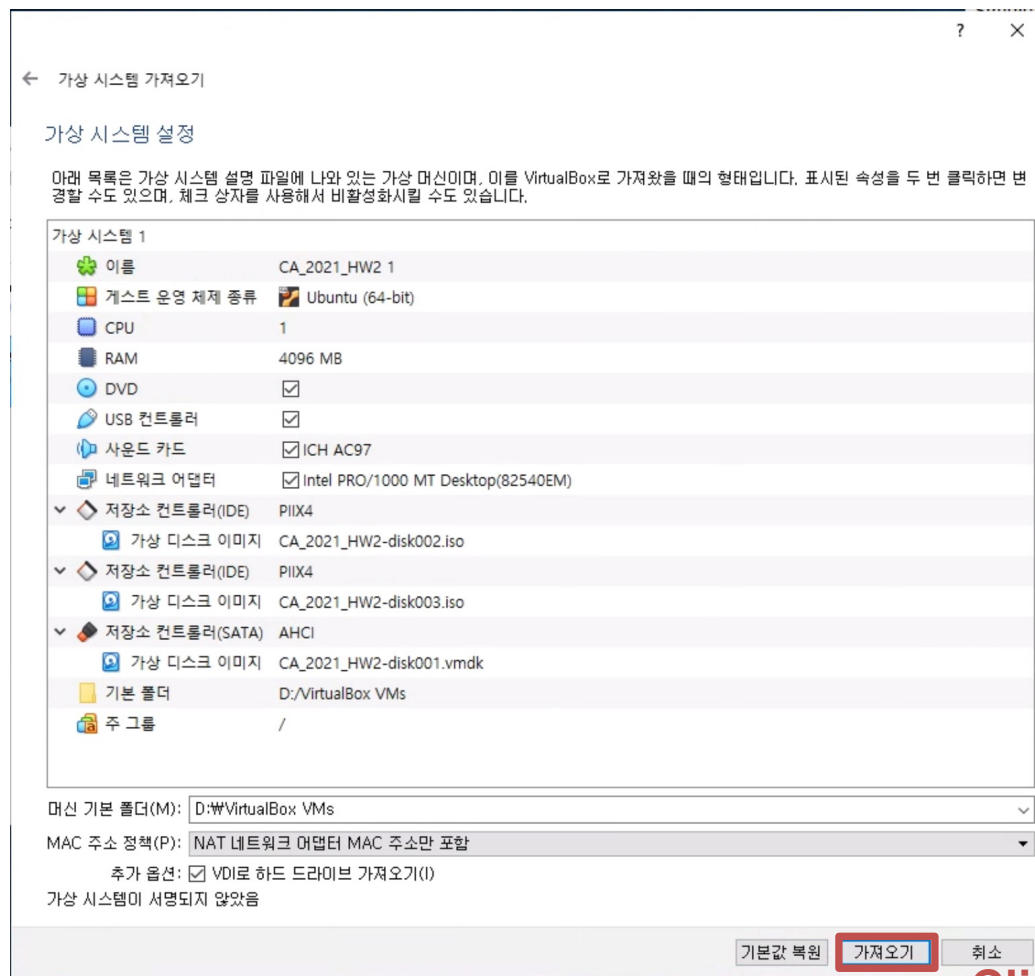 ?
가상 시스템 가져오기
가상 시스템 설정
아래 목록은 가상 시스템 설명 파일에 나와 있는 가상 머신이며, 이를 VirtualBox로 가져왔을 때의 형태입니다. 표시된 속성을 두 번 클릭하면 변
경할 수도 있으며, 체크 상자를 사용해서 비활성화시킬 수도 있습니다.
가상 시스템 1
이름 CA_2021_HW2 1
게스트 운영 체제 종류 Ubuntu (64-bit)
CPU 1
RAM 4096 MB
DVD
USB 컨트롤러
사운드 카드 ICH AC97
네트워크 어댑터 Intel PRO/1000 MT Desktop(82540EM)
저장소 컨트롤러(IDE) PIIX4
가상 디스크 이미지 CA_2021_HW2-disk002.iso
저장소 컨트롤러(IDE) PIIX4
가상 디스크 이미지 CA_2021_HW2-disk003.iso
저장소 컨트롤러(SATA) AHCI
가상 디스크 이미지 CA_2021_HW2-disk001.vmdk
기본 폴더 D:/VirtualBox VMs
주 그룹 /
머신 기본 폴더(M): D:₩VirtualBox VMs
MAC 주소 정책(P): NAT 네트워크 어댑터 MAC 주소만 포함
추가 옵션: VDI로 하드 드라이브 가져오기(I)
가상 시스템이 서명되지 않았음
기본값 복원 가져오기 취소